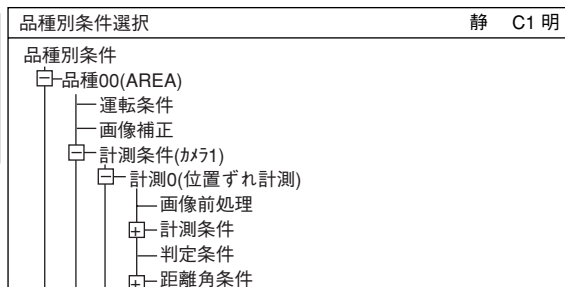 品種別条件選択 静 C1 明
品種別条件
品種00(AREA)
運転条件
画像補正
計測条件(ｶﾒﾗ1)
計測0(位置ずれ計測)
画像前処理
計測条件
判定条件
距離角条件